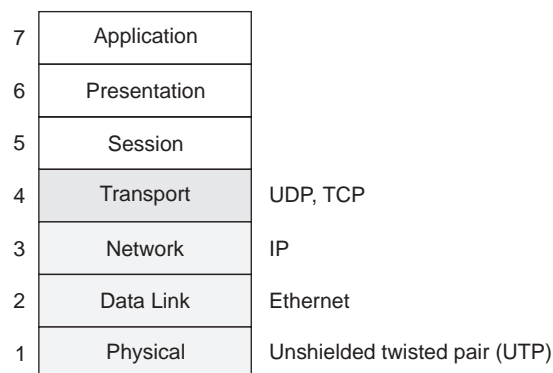 7 Application
6 Presentation
5 Session
4 Transport UDP, TCP
3 Network IP
2 Data Link Ethernet
1 Physical Unshielded twisted pair (UTP)